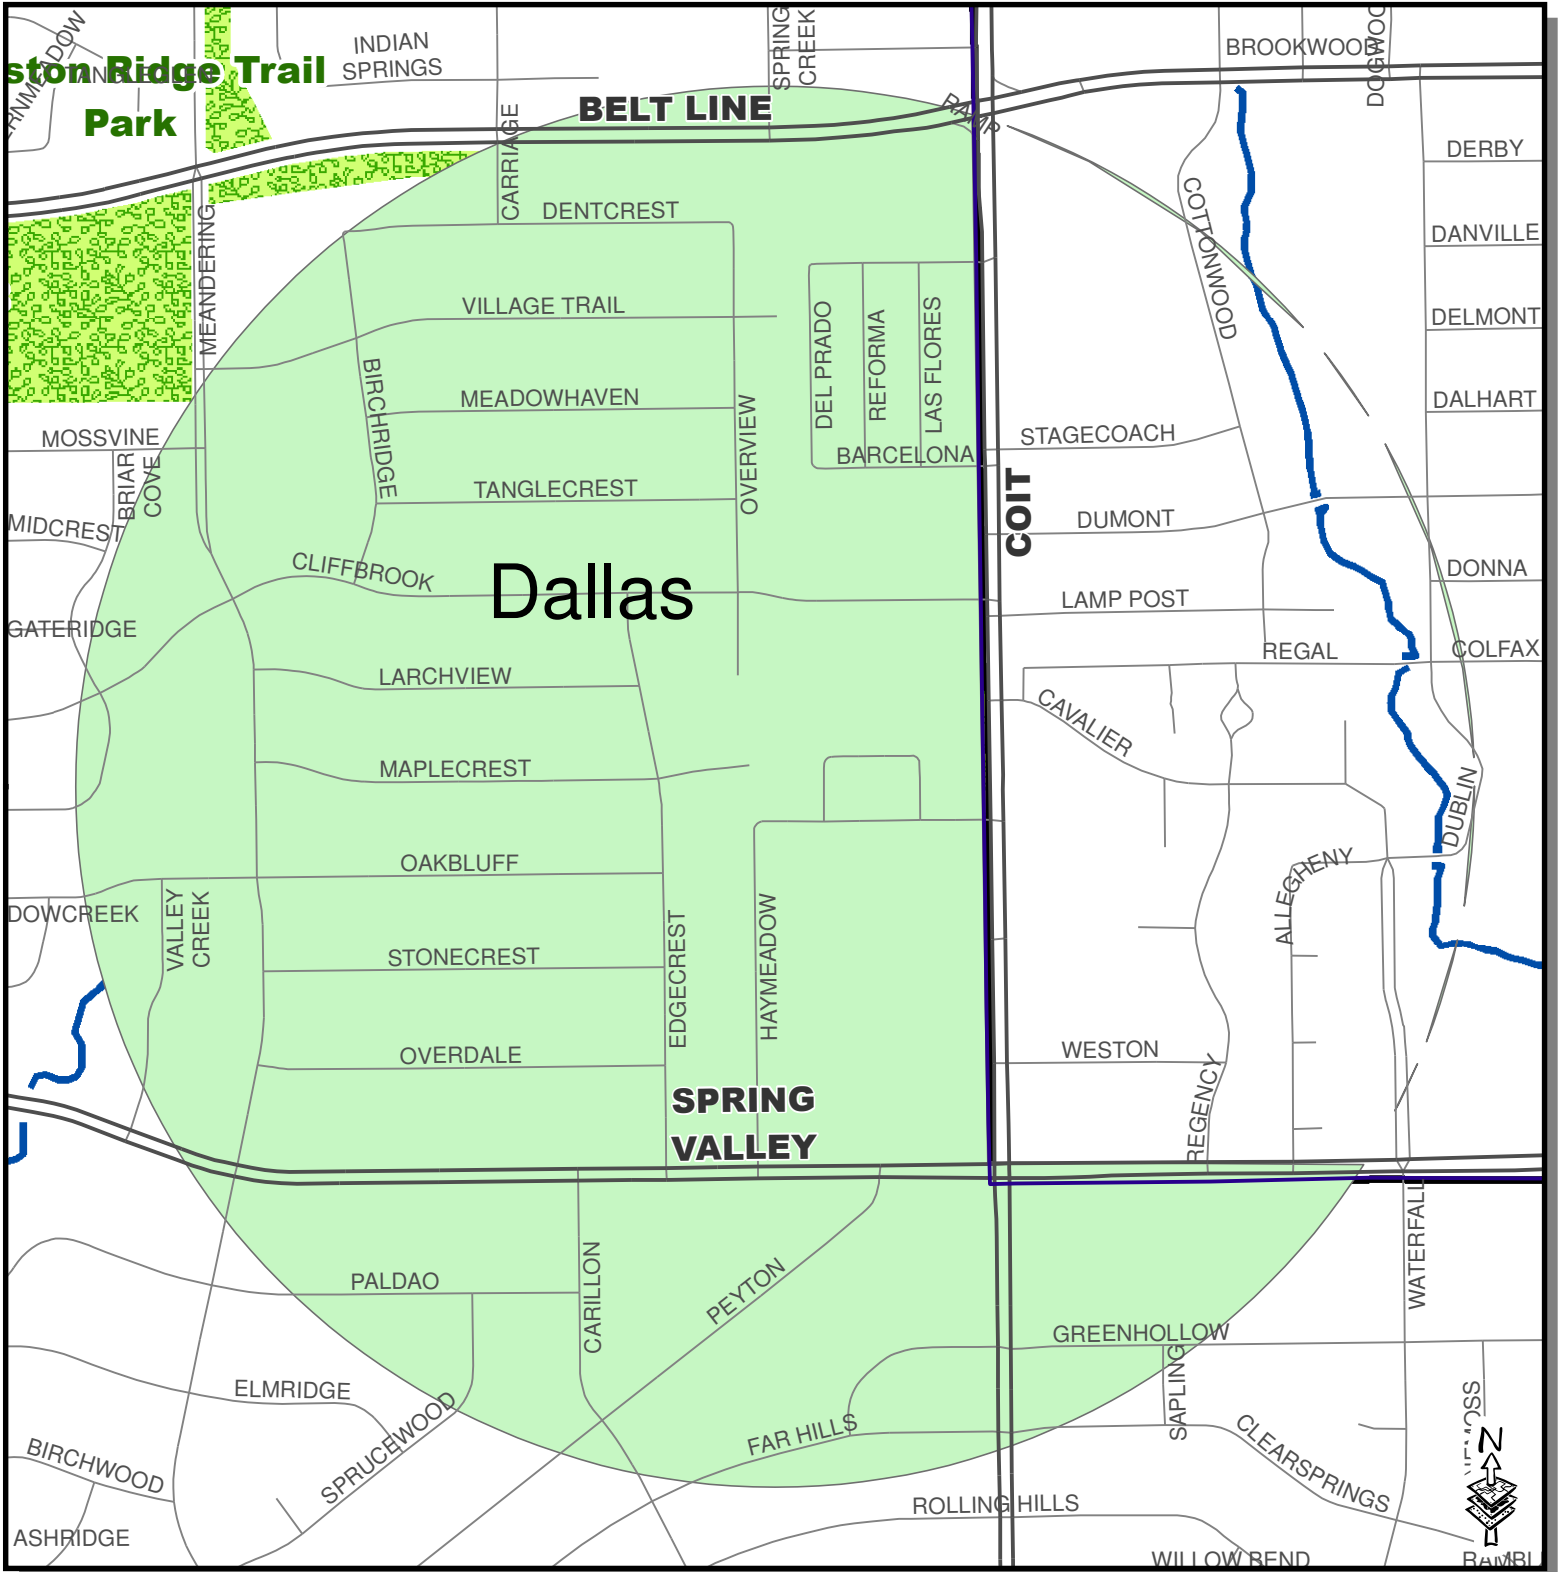 INDIAN
SPRINGS
SPRING
CREEK
BROOKWOOD
ston Ridge Trail
Park
BELT LINE
RAMP
CARRIAGE
DERBY
DENTCREST
COTTONWOOD
DANVILLE
MEANDERING
VILLAGE TRAIL
DEL PRADO
REFORMA
LAS FLORES
DELMONT
BIRCHRIDGE
MEADOWHAVEN
OVERVIEW
DALHART
MOSSVINE
BRIAR
COVE
BARCELONA
STAGECOACH
TANGLECREST
COIT
DUMONT
MIDCREST
CLIFFBROOK
Dallas
DONNA
LAMP POST
GATERIDGE
REGAL
COLFAX
LARCHVIEW
CAVALIER
MAPLECREST
DUBLIN
OAKBLUFF
ALLEGHENY
DOWCREEK
VALLEY
CREEK
STONECREST
EDGECREST
HAYMEADOW
OVERDALE
WESTON
REGENCY
SPRING
VALLEY
WATERFALL
PALDAO
CARILLON
PEYTON
GREENHOLLOW
SAPLING
ELMRIDGE
SPRUCEWOOD
FAR HILLS
CLEARSPRINGS
BIRCHWOOD
N
ROLLING HILLS
ASHRIDGE
WILLOW BEND